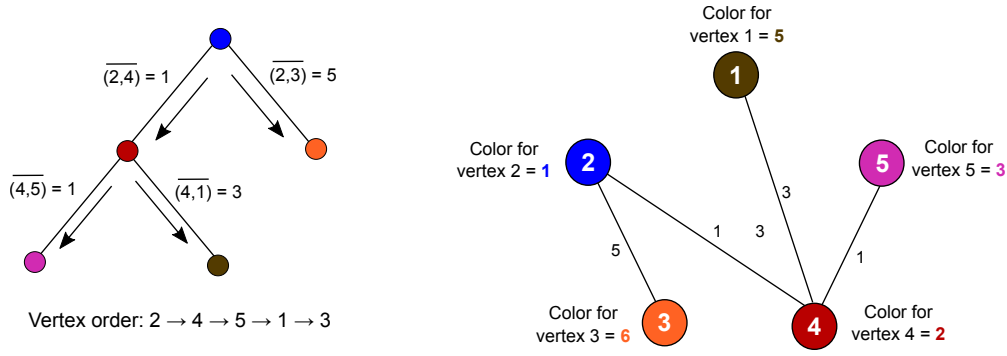 (2,4) = 1
(2,3) = 5
(4,5) = 1
(4,1) = 3
Vertex order: 2 → 4 → 5 → 1 → 3
Color for
vertex 1 = 5
1
Color for
vertex 2 = 1
2
5
Color for
vertex 5 = 3
3
1
3
5
1
Color for
vertex 3 = 6
3
4
Color for
vertex 4 = 2